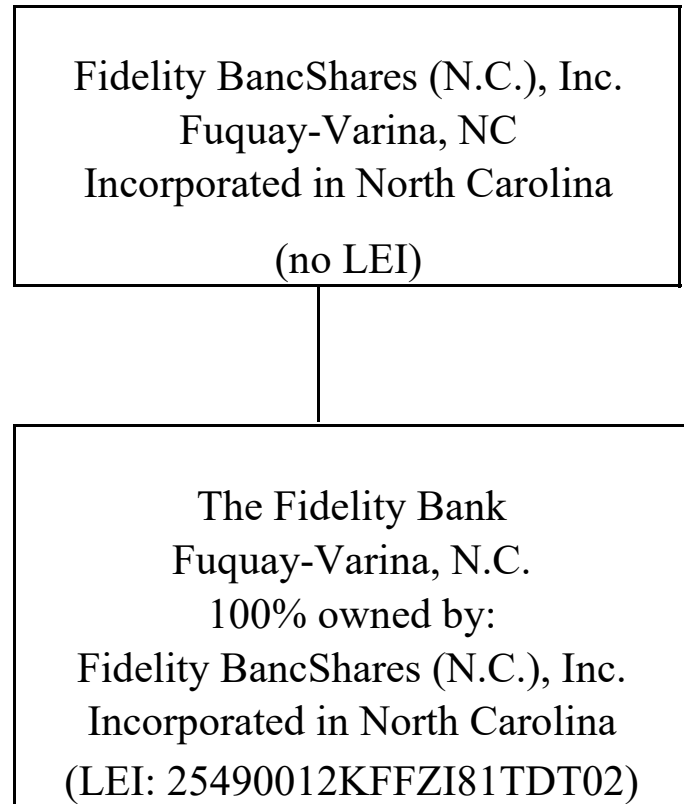 Fidelity BancShares (N.C.), Inc.
Fuquay-Varina, NC
Incorporated in North Carolina
(no LEI)
The Fidelity Bank
Fuquay-Varina, N.C.
100% owned by:
Fidelity BancShares (N.C.), Inc.
Incorporated in North Carolina
(LEI: 25490012KFFZI81TDT02)